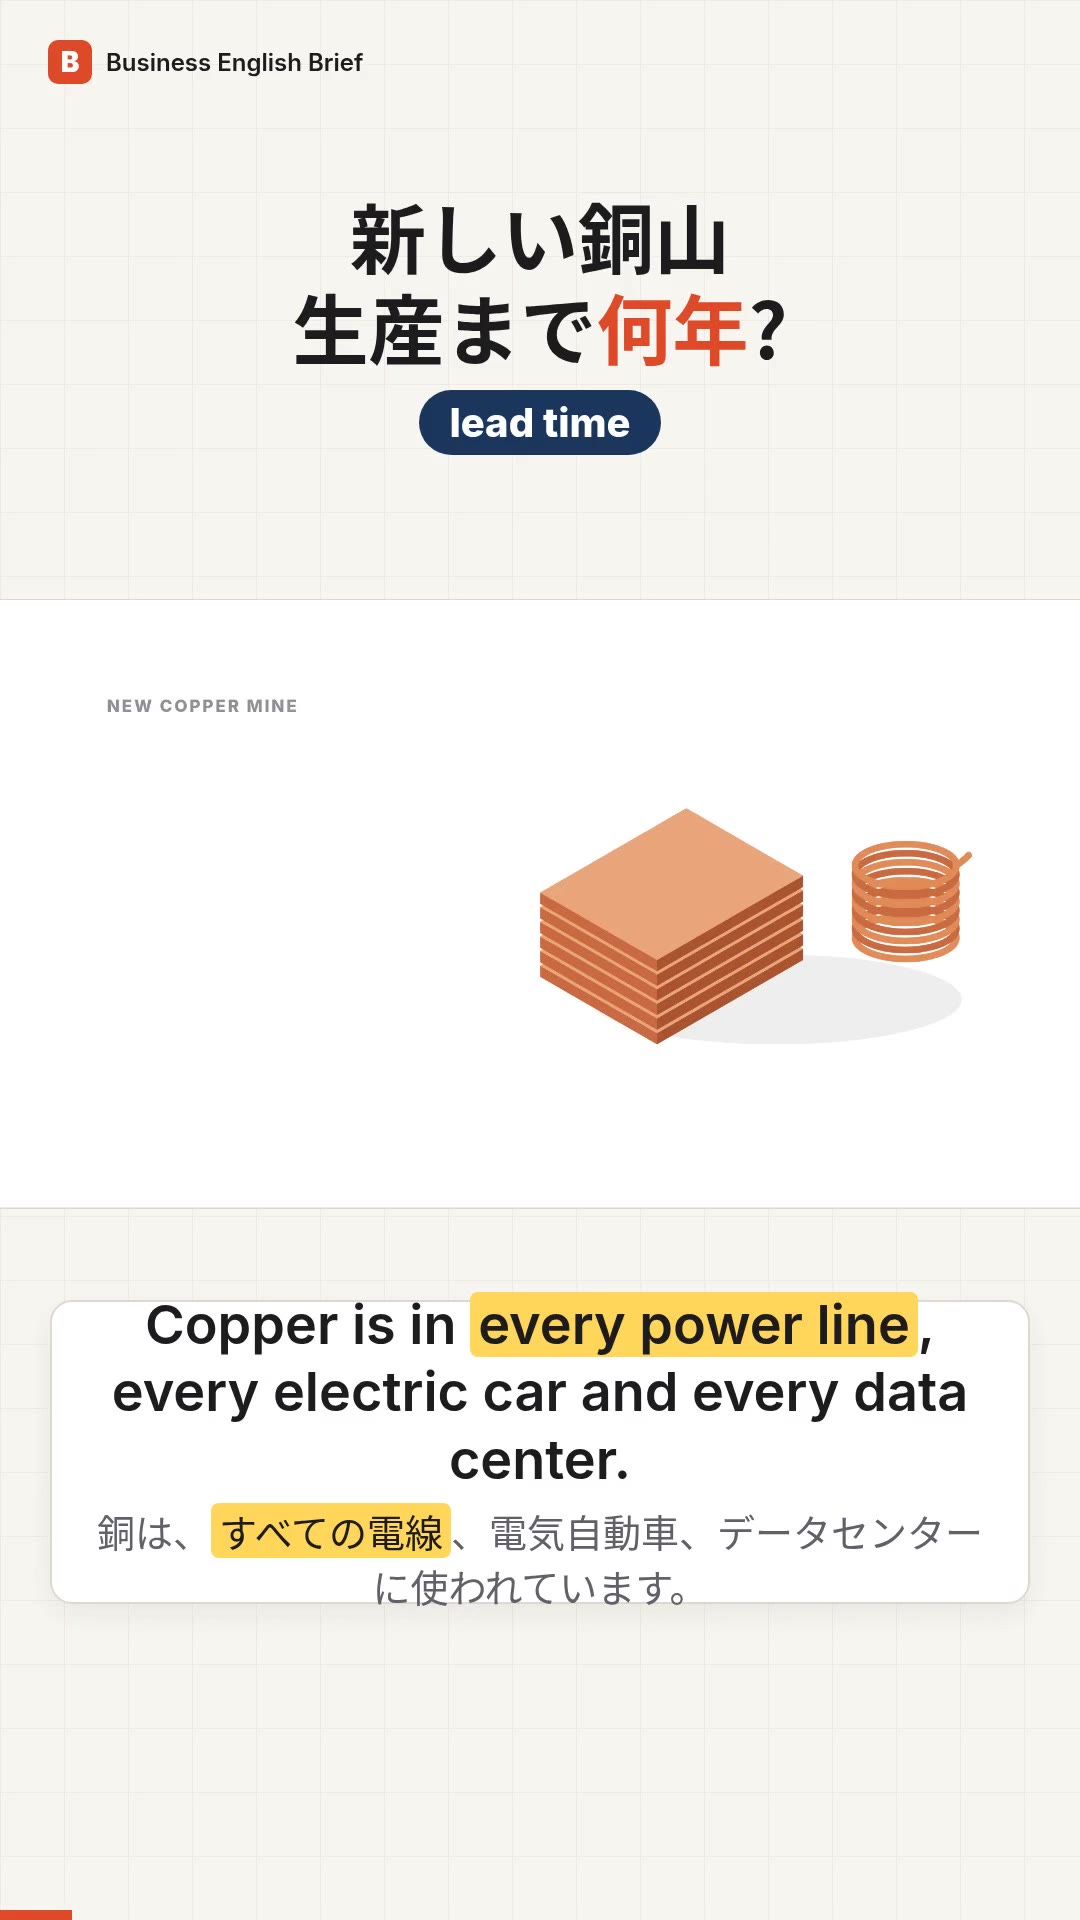 B Business English Brief
新しい銅山
生産まで何年?
lead time
NEW COPPER MINE
Copper is in every power line,
every electric car and every data
center.
銅は、すべての電線、電気自動車、データセンター
に使われています。